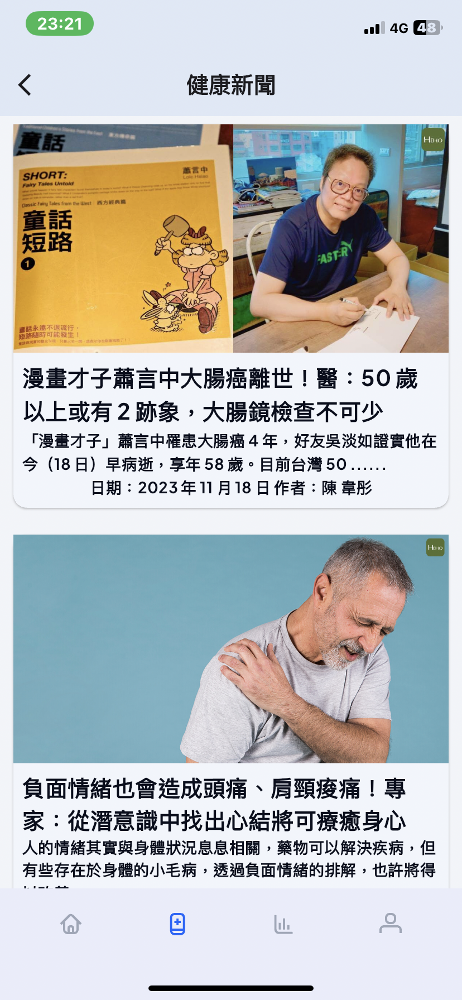 23:21
4G 48
健康新聞
童話
SHORT:
Fairy Tales Untold
蕭言中
Loïc Hsiao
Classic Fairy Tales from the West | 西方經典篇
童話
短路
1
童話永遠不退流行，
短路隨時可能發生！
FASTER
HEHO
漫畫才子蕭言中大腸癌離世！醫：50 歲
以上或有 2 跡象，大腸鏡檢查不可少
「漫畫才子」蕭言中罹患大腸癌 4 年，好友吳淡如證實他在
今（18 日）早病逝，享年 58 歲。目前台灣 50 ......
日期：2023 年 11 月 18 日 作者：陳 韋彤
HEHO
負面情緒也會造成頭痛、肩頸痠痛！專
家：從潛意識中找出心結將可療癒身心
人的情緒其實與身體狀況息息相關，藥物可以解決疾病，但
有些存在於身體的小毛病，透過負面情緒的排解，也許將得